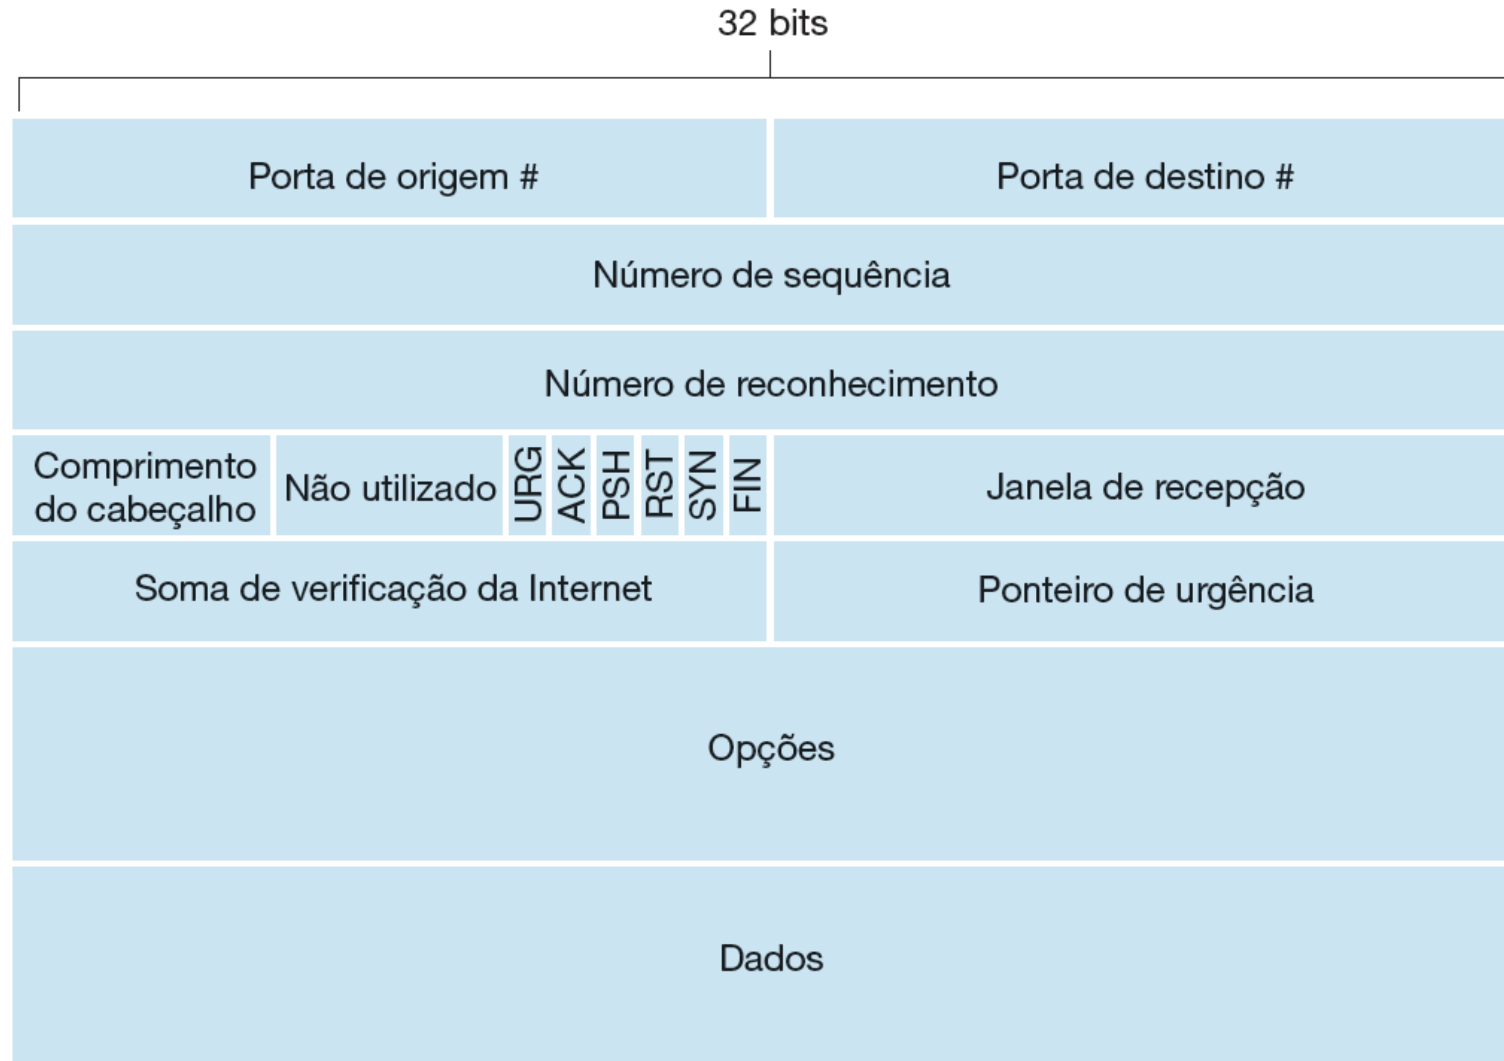 32 bits
Porta de origem #
Porta de destino #
Número de sequência
Número de reconhecimento
Comprimento
do cabeçalho
Não utilizado
URG
ACK
PSH
RST
SYN
FIN
Janela de recepção
Soma de verificação da Internet
Ponteiro de urgência
Opções
Dados